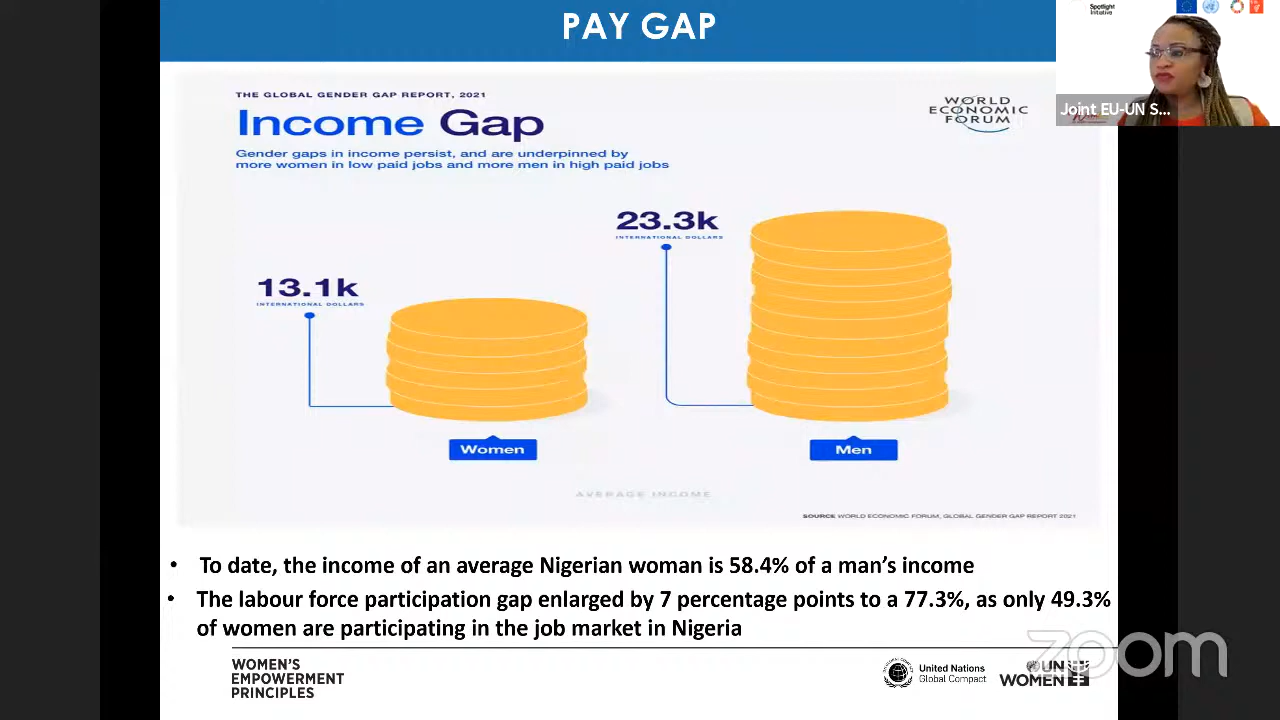 PAY GAP
Spotlight
Initiative
Joint EU-UN S...
THE GLOBAL GENDER GAP REPORT, 2021
Income Gap
Gender gaps in income persist, and are underpinned by
more women in low paid jobs and more men in high paid jobs
WORLD
ECONOMIC
FORUM
23.3k
INTERNATIONAL DOLLARS
13.1k
INTERNATIONAL DOLLARS
Women
Men
AVERAGE INCOME
SOURCE WORLD ECONOMIC FORUM, GLOBAL GENDER GAP REPORT 2021
• To date, the income of an average Nigerian woman is 58.4% of a man's income
• The labour force participation gap enlarged by 7 percentage points to a 77.3%, as only 49.3%
of women are participating in the job market in Nigeria
WOMEN'S
EMPOWERMENT
PRINCIPLES
United Nations
Global Compact
UN
WOMEN
zoom